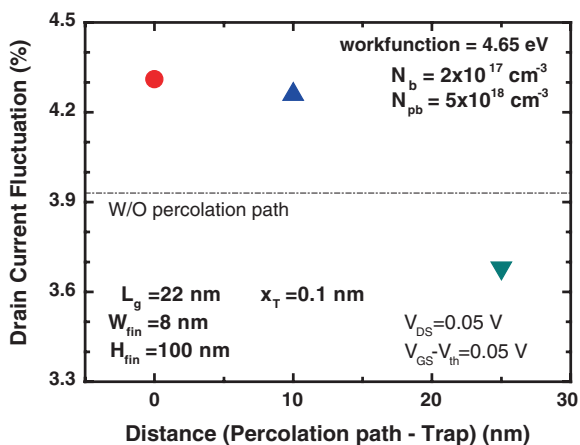 Drain Current Fluctuation (%)
4.5
4.2
3.9
3.6
3.3
workfunction = 4.65 eV
N_b = 2x10^17 cm^-3
N_pb = 5x10^18 cm^-3
W/O percolation path
L_g =22 nm x_T =0.1 nm
W_fin =8 nm
H_fin =100 nm
V_DS =0.05 V
V_GS -V_th =0.05 V
0 10 20 30
Distance (Percolation path - Trap) (nm)